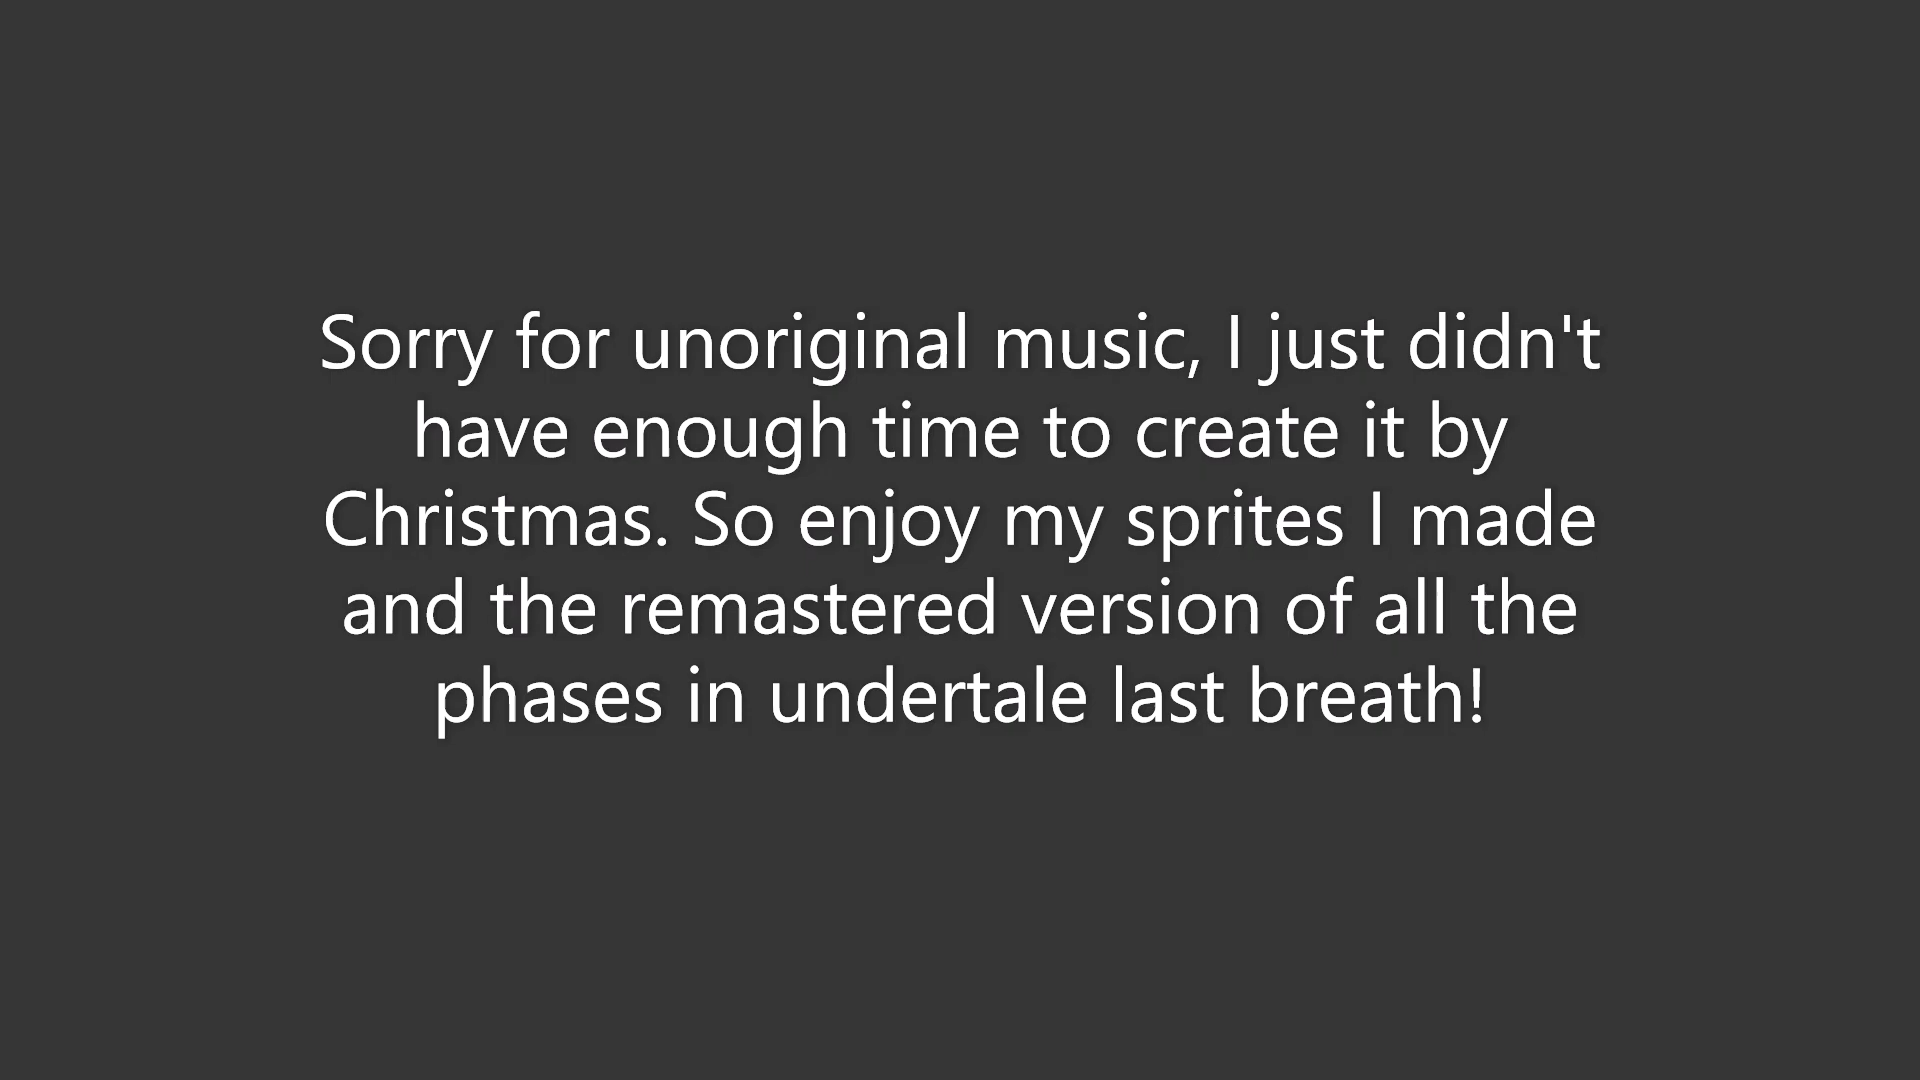 Sorry for unoriginal music, I just didn't
have enough time to create it by
Christmas. So enjoy my sprites I made
and the remastered version of all the
phases in undertale last breath!